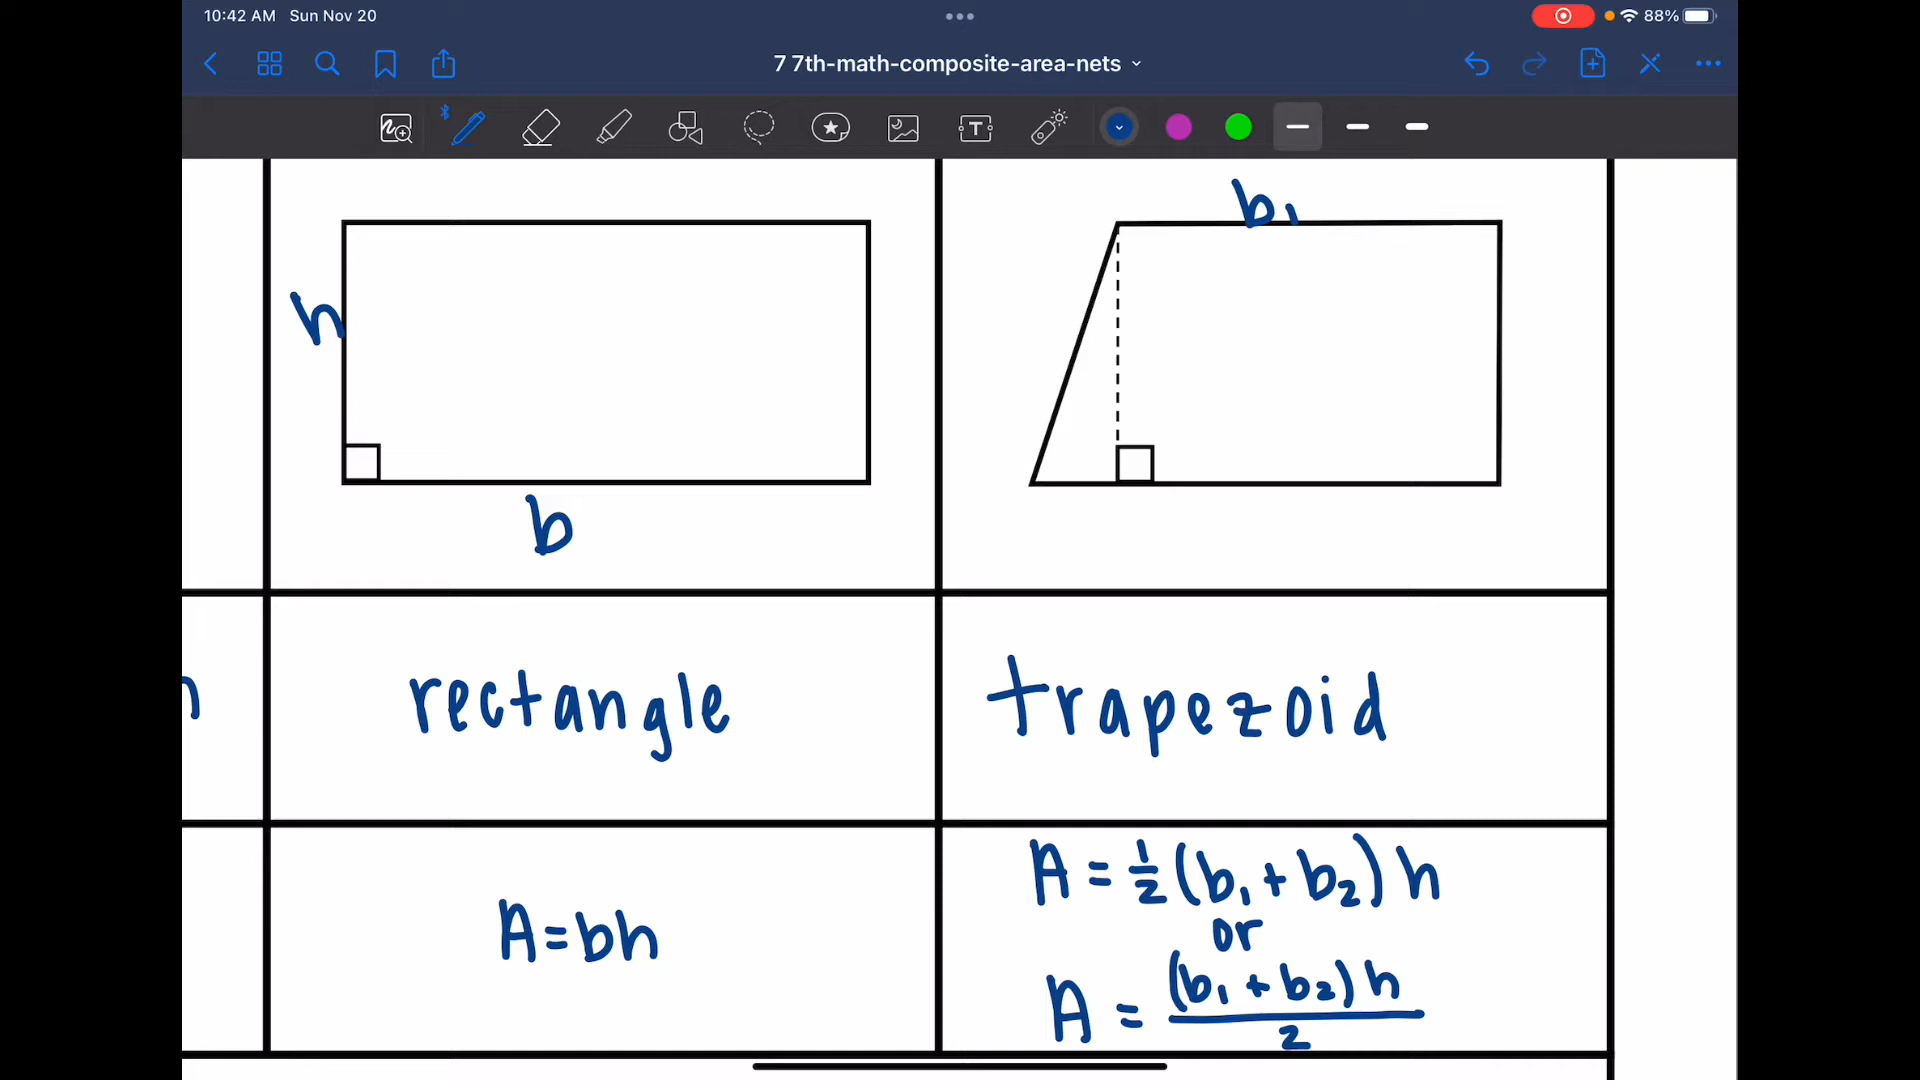 10:42 AM Sun Nov 20
88%
7 7th-math-composite-area-nets
T
b₁
h
b
rectangle
trapezoid
A=bh
A = ½ (b₁ + b₂) h
or
A = (b₁ + b₂) h
2